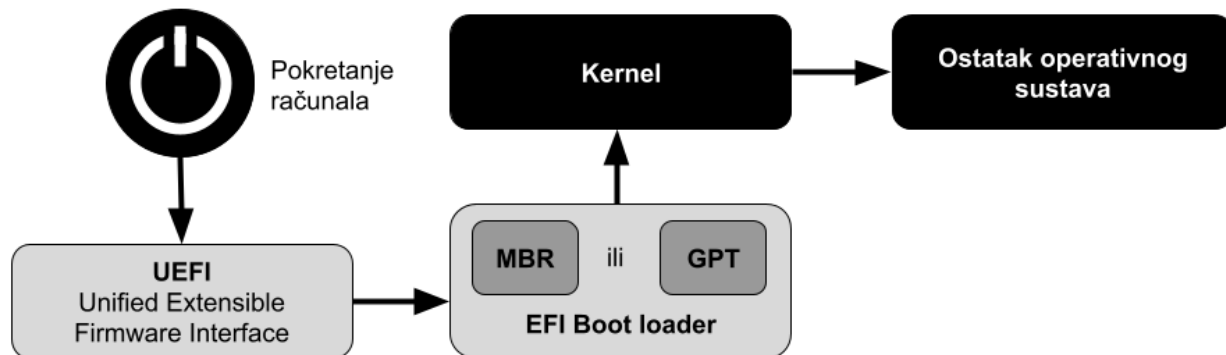 Pokretanje
računala
UEFI
Unified Extensible
Firmware Interface
MBR ili GPT
EFI Boot loader
Kernel
Ostatak operativnog
sustava